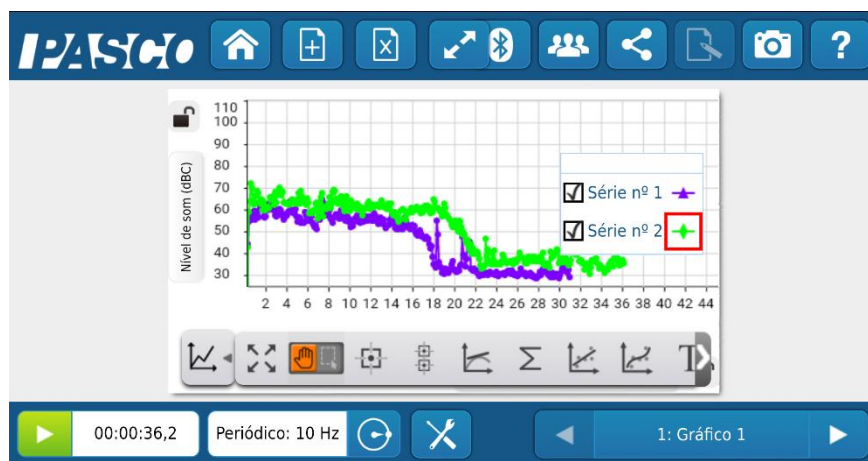 PASCO
?
110
100
90
80
70
60
50
40
30
Nível de som (dBC)
Série nº 1
Série nº 2
2 4 6 8 10 12 14 16 18 20 22 24 26 28 30 32 34 36 38 40 42 44
Σ
T
00:00:36,2
Periódico: 10 Hz
1: Gráfico 1